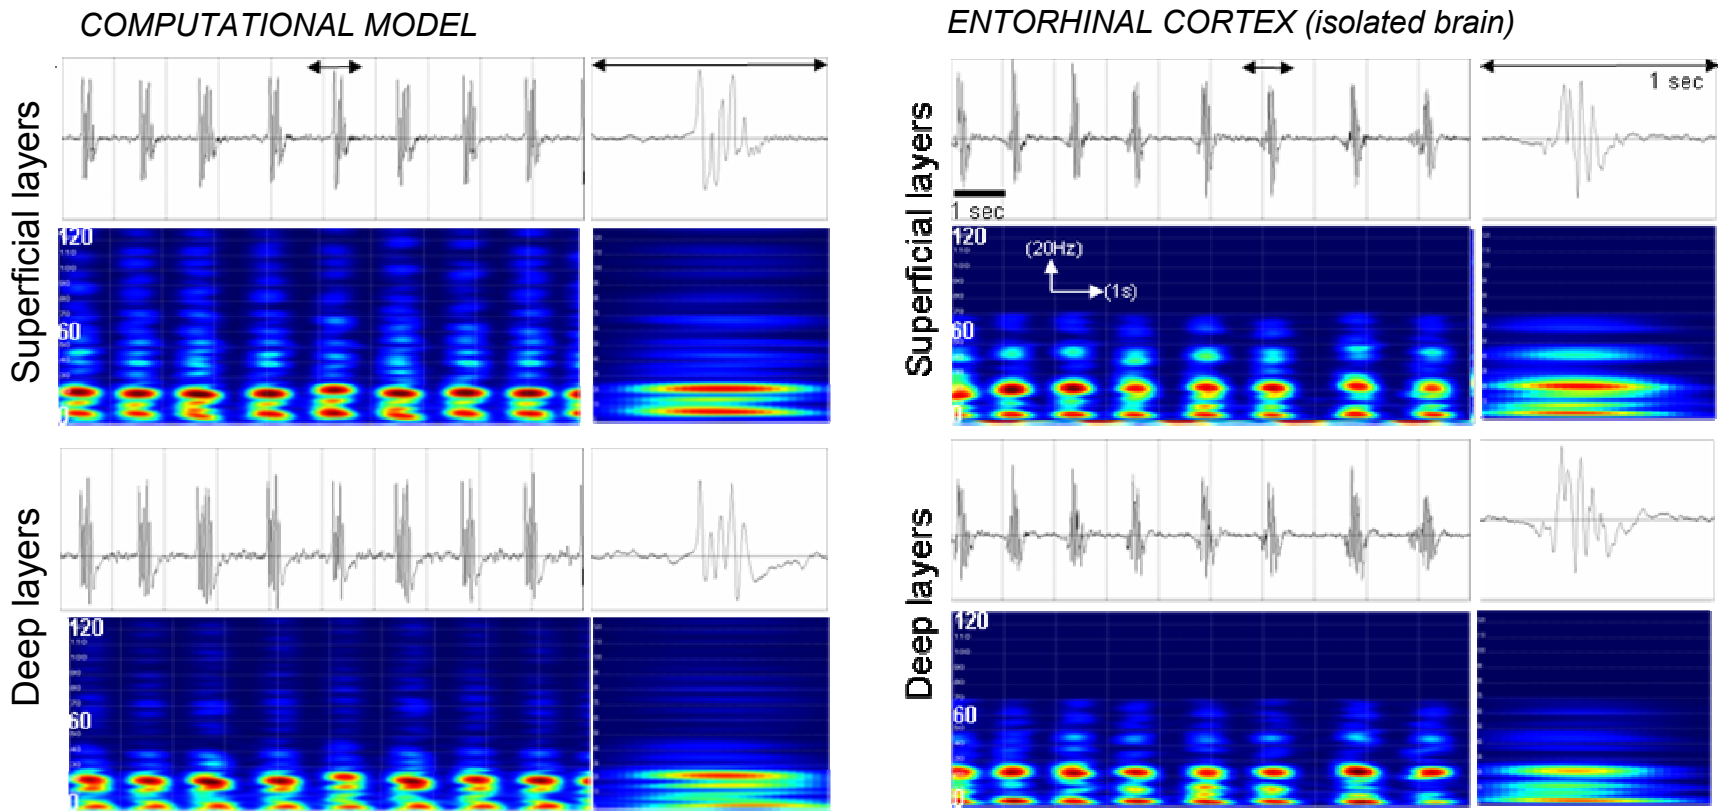 COMPUTATIONAL MODEL
ENTORHINAL CORTEX (isolated brain)
Superficial layers
120
60
0
Deep layers
120
60
0
Superficial layers
1 sec
1 sec
120
(20Hz)
(1s)
60
0
Deep layers
120
60
0